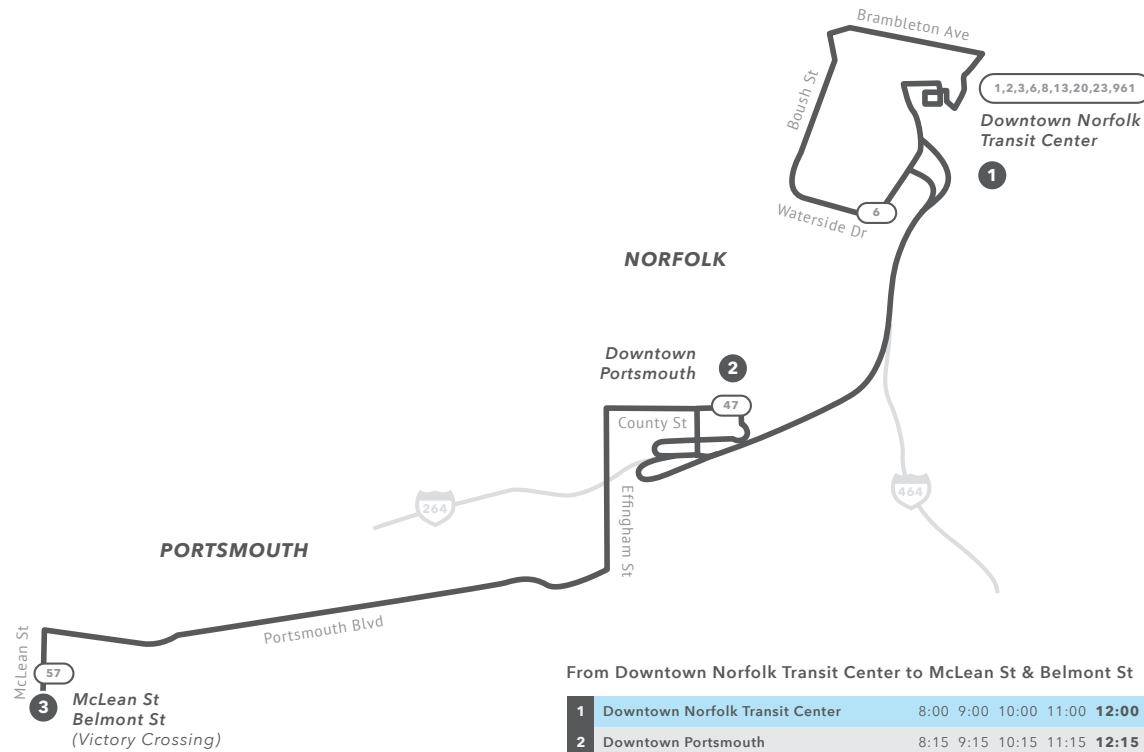 Brambleton Ave
Boush St
1,2,3,6,8,13,20,23,961
Downtown Norfolk
Transit Center
1
6
Waterside Dr
NORFOLK
Downtown
Portsmouth
2
47
County St
264
464
Effingham St
PORTSMOUTH
Portsmouth Blvd
McLean St
57
3
McLean St
Belmont St
(Victory Crossing)
From Downtown Norfolk Transit Center to McLean St & Belmont St
1 Downtown Norfolk Transit Center 8:00 9:00 10:00 11:00 12:00
2 Downtown Portsmouth 8:15 9:15 10:15 11:15 12:15